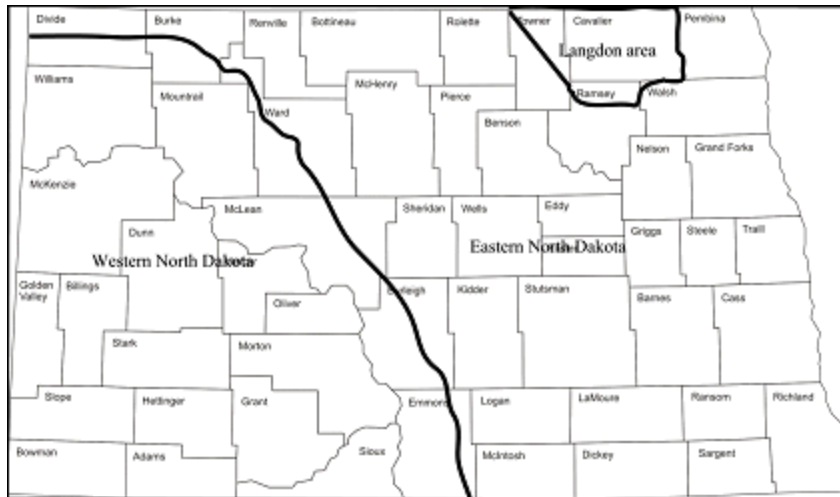 Divide
Burke
Renville
Bottineau
Rolette
Towner
Cavalier
Pembina
Langdon area
Williams
Mountrail
Ward
McHenry
Pierce
Ramsey
Walsh
Benson
Nelson
Grand Forks
McKenzie
McLean
Sheridan
Wells
Eddy
Dunn
Griggs
Steele
Traill
Western North Dakota
Eastern North Dakota
Golden
Valley
Billings
Oliver
Burleigh
Kidder
Stutsman
Barnes
Cass
Stark
Morton
Slope
Hettinger
Grant
Emmons
Logan
LaMoure
Ransom
Richland
Bowman
Adams
Sioux
McIntosh
Dickey
Sargent